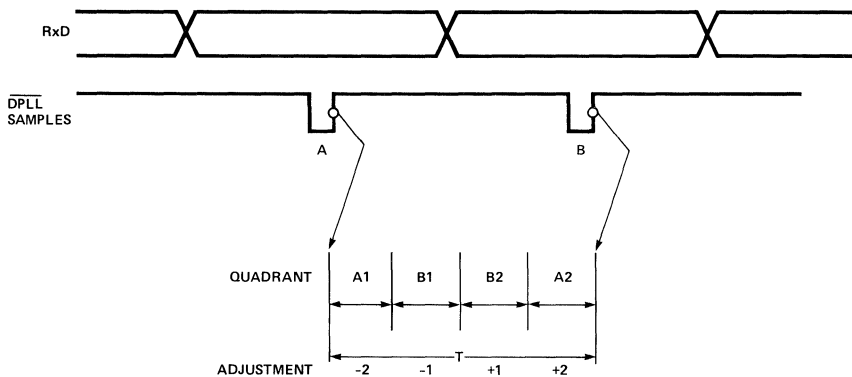 RxD
DPLL
SAMPLES
A
B
QUADRANT A1 B1 B2 A2
T
ADJUSTMENT -2 -1 +1 +2